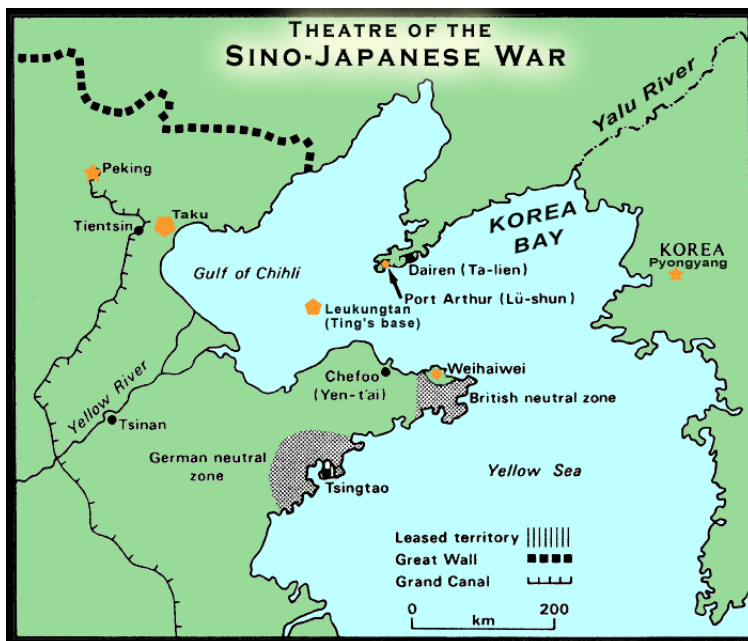 THEATRE OF THE
SINO-JAPANESE WAR
Yalu River
Peking
Taku
Tientsin
KOREA
BAY
KOREA
Pyongyang
Gulf of Chihli
Dairen (Ta-lien)
Port Arthur (Lü-shun)
Leukungtan
(Ting's base)
Weihaiwei
Chefoo
(Yen-t'ai)
British neutral zone
Yellow River
Tsinan
German neutral
zone
Tsingtao
Yellow Sea
Leased territory
Great Wall
Grand Canal
0 200
km